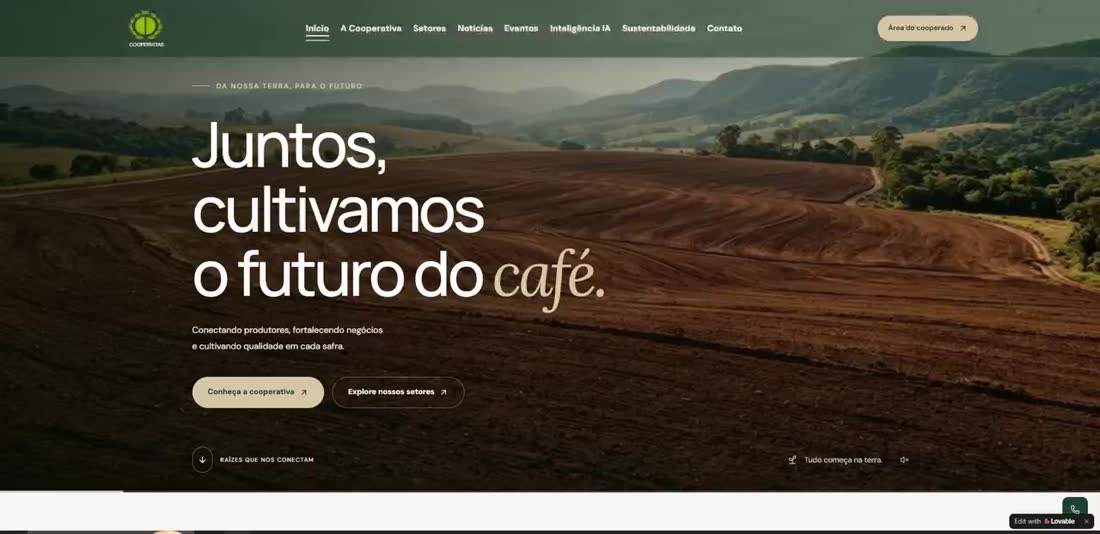 COOPERVITAE
Início
A Cooperativa
Setores
Notícias
Eventos
Inteligência IA
Sustentabilidade
Contato
Área do cooperado
DA NOSSA TERRA, PARA O FUTURO
Juntos,
cultivamos
o futuro do café.
Conectando produtores, fortalecendo negócios
e cultivando qualidade em cada safra.
Conheça a cooperativa
Explore nossos setores
RAÍZES QUE NOS CONECTAM
Tudo começa na terra.
Edit with Lovable